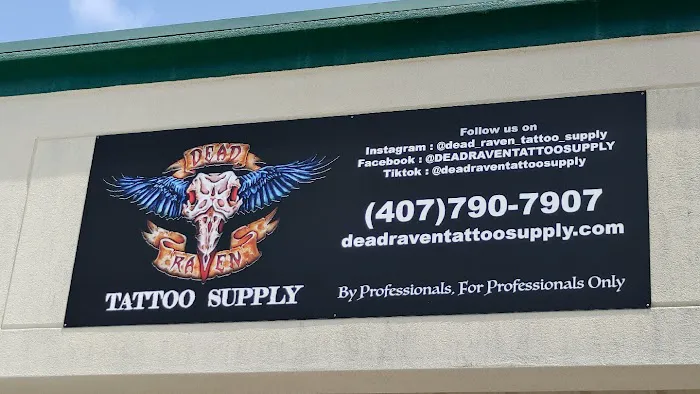 DEAD
RAVEN
TATTOO SUPPLY
Follow us on
Instagram : @dead_raven_tattoo_supply
Facebook : @DEADRAVENTATTOOSUPPLY
Tiktok : @deadraventattoosupply
(407)790-7907
deadraventattoosupply.com
By Professionals, For Professionals Only